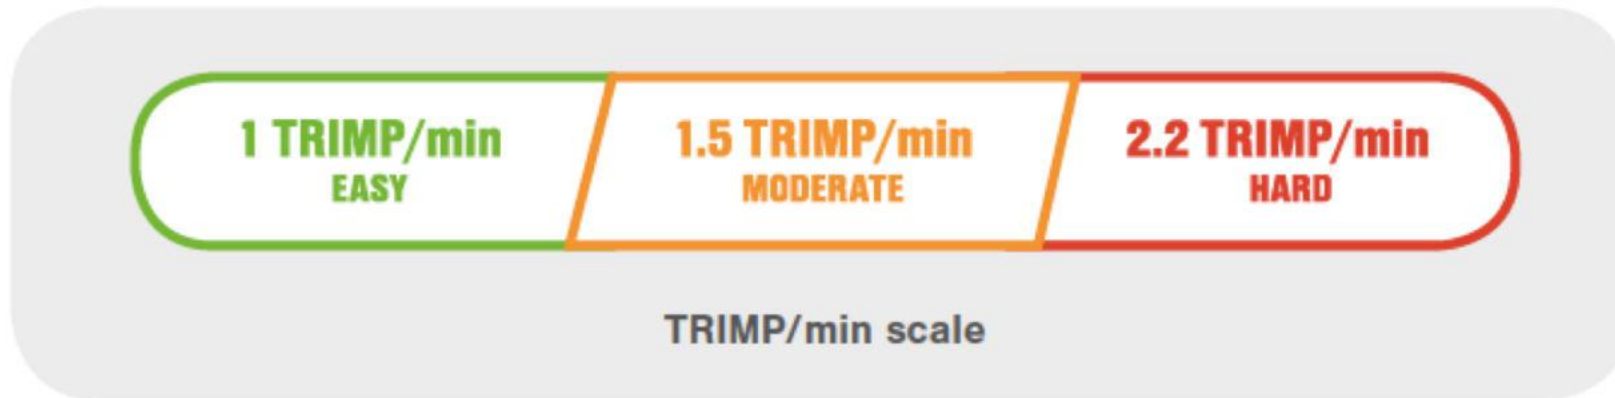 1 TRIMP/min
EASY
1.5 TRIMP/min
MODERATE
2.2 TRIMP/min
HARD
TRIMP/min scale